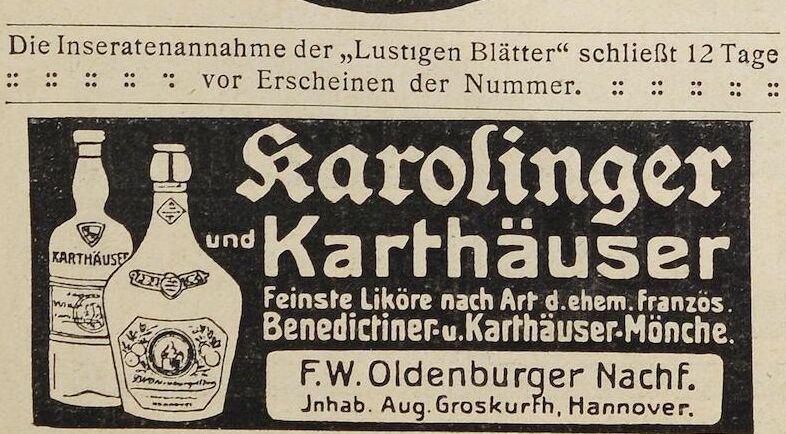 Die Inseratenannahme der „Lustigen Blätter“ schließt 12 Tage
vor Erscheinen der Nummer.
Karolinger
und Karthäuser
Feinste Liköre nach Art d. ehem. französ.
Benedictiner- u. Karthäuser-Mönche.
F. W. Oldenburger Nachf.
Jnhab. Aug. Groskurth, Hannover.
KARTHÄUSER